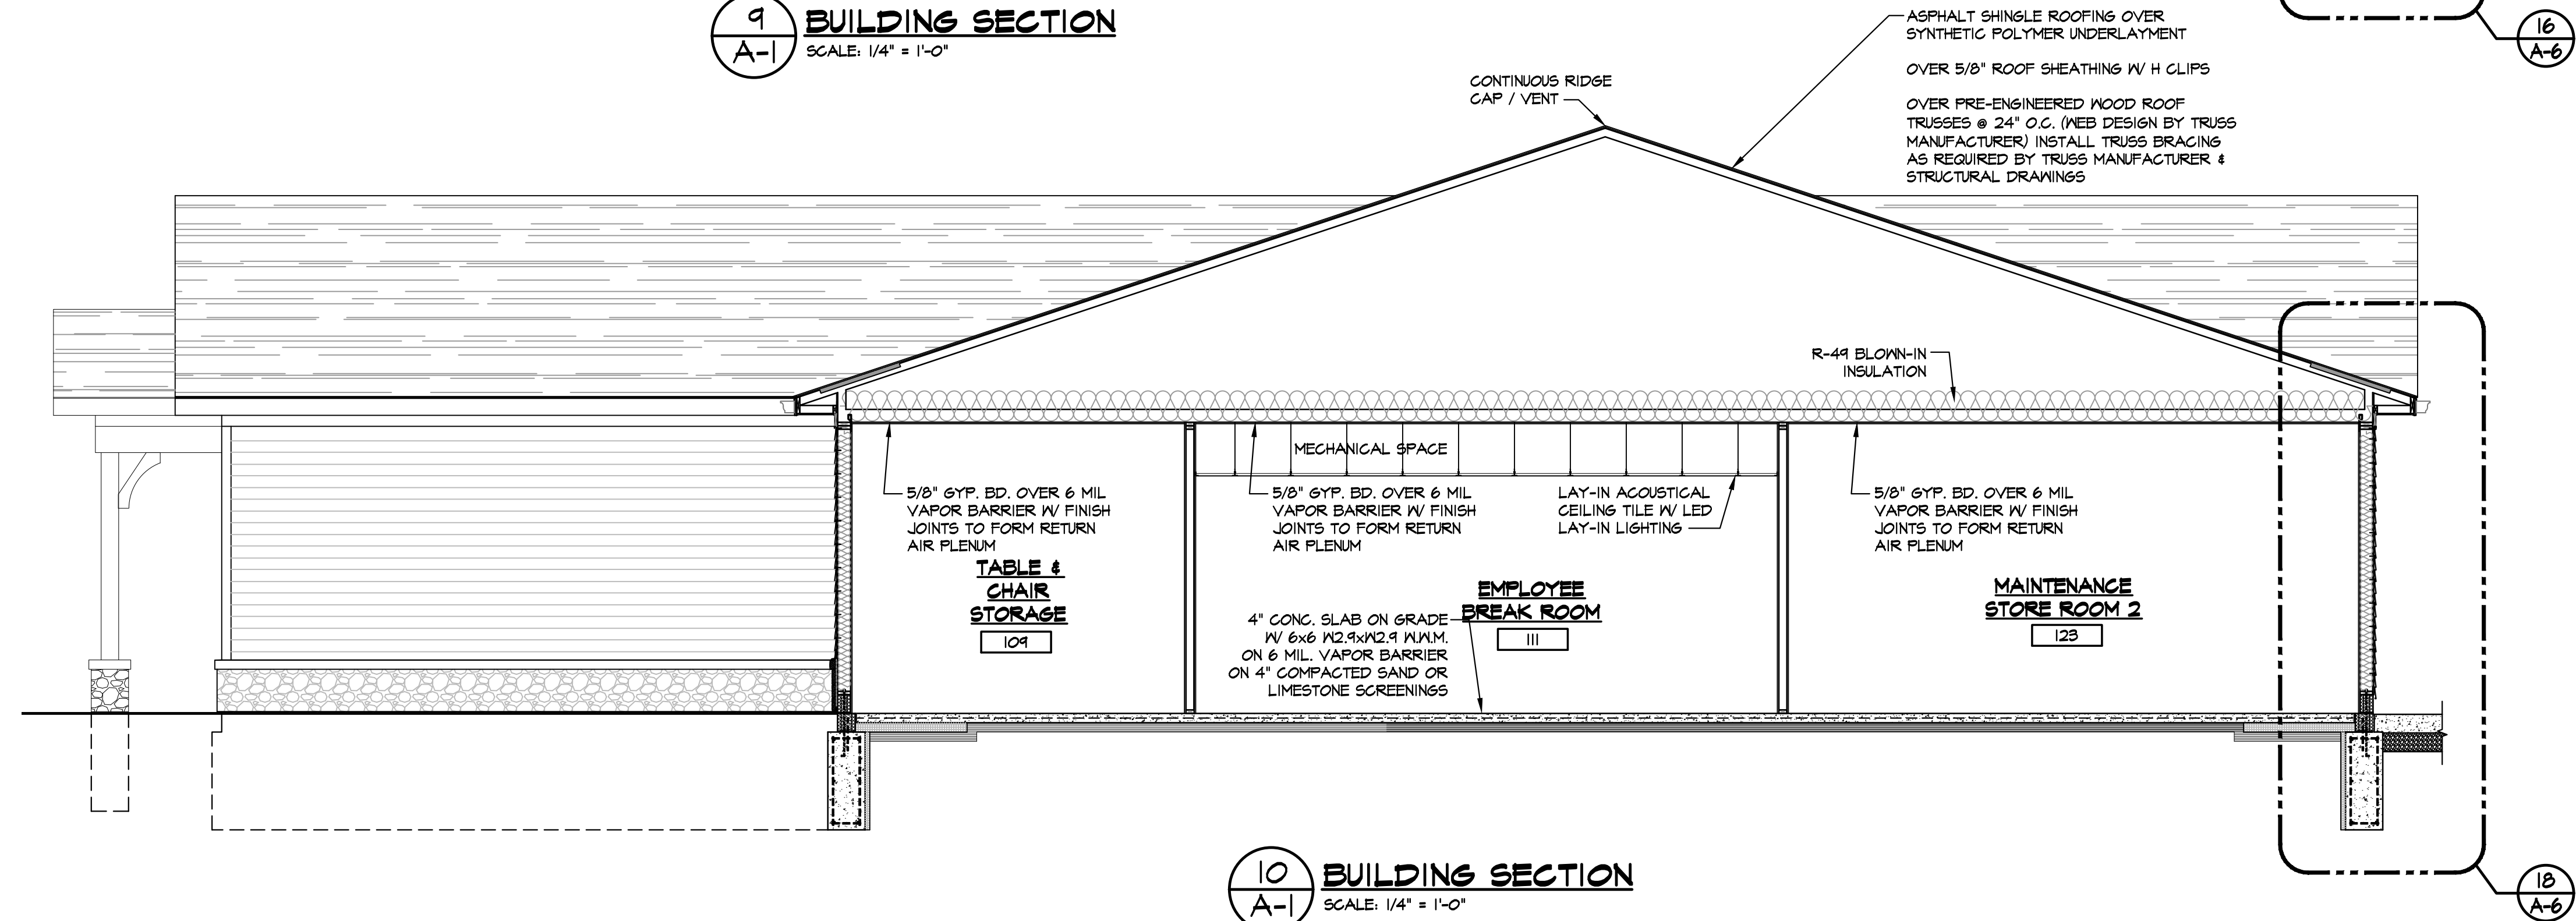 9
A-1
BUILDING SECTION
SCALE: 1/4" = 1'-0"
16
A-6
ASPHALT SHINGLE ROOFING OVER
SYNTHETIC POLYMER UNDERLAYMENT
OVER 5/8" ROOF SHEATHING W/ H CLIPS
OVER PRE-ENGINEERED WOOD ROOF
TRUSSES @ 24" O.C. (WEB DESIGN BY TRUSS
MANUFACTURER) INSTALL TRUSS BRACING
AS REQUIRED BY TRUSS MANUFACTURER &
STRUCTURAL DRAWINGS
CONTINUOUS RIDGE
CAP / VENT
R-49 BLOWN-IN
INSULATION
MECHANICAL SPACE
5/8" GYP. BD. OVER 6 MIL
VAPOR BARRIER W/ FINISH
JOINTS TO FORM RETURN
AIR PLENUM
5/8" GYP. BD. OVER 6 MIL
VAPOR BARRIER W/ FINISH
JOINTS TO FORM RETURN
AIR PLENUM
LAY-IN ACOUSTICAL
CEILING TILE W/ LED
LAY-IN LIGHTING
5/8" GYP. BD. OVER 6 MIL
VAPOR BARRIER W/ FINISH
JOINTS TO FORM RETURN
AIR PLENUM
TABLE &
CHAIR
STORAGE
109
4" CONC. SLAB ON GRADE
W/ 6x6 W2.9xW2.9 W.W.M.
ON 6 MIL. VAPOR BARRIER
ON 4" COMPACTED SAND OR
LIMESTONE SCREENINGS
EMPLOYEE
BREAK ROOM
111
MAINTENANCE
STORE ROOM 2
123
10
A-1
BUILDING SECTION
SCALE: 1/4" = 1'-0"
18
A-6